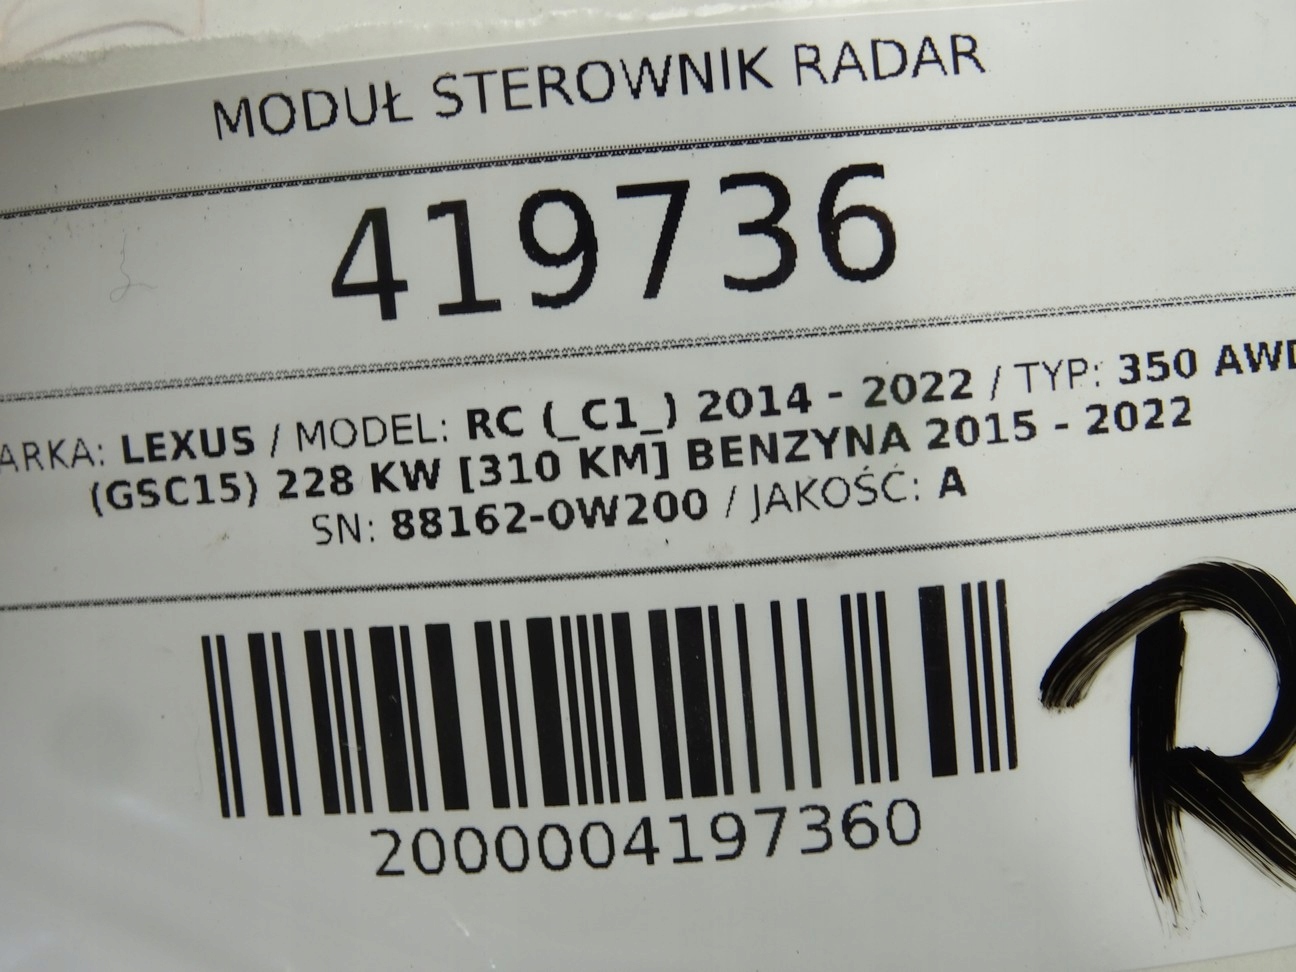 MODUŁ STEROWNIK RADAR
419736
ARKA: LEXUS / MODEL: RC (_C1_) 2014 - 2022 / TYP: 350 AWD
(GSC15) 228 KW [310 KM] BENZYNA 2015 - 2022
SN: 88162-0W200 / JAKOŚĆ: A
2000004197360
R